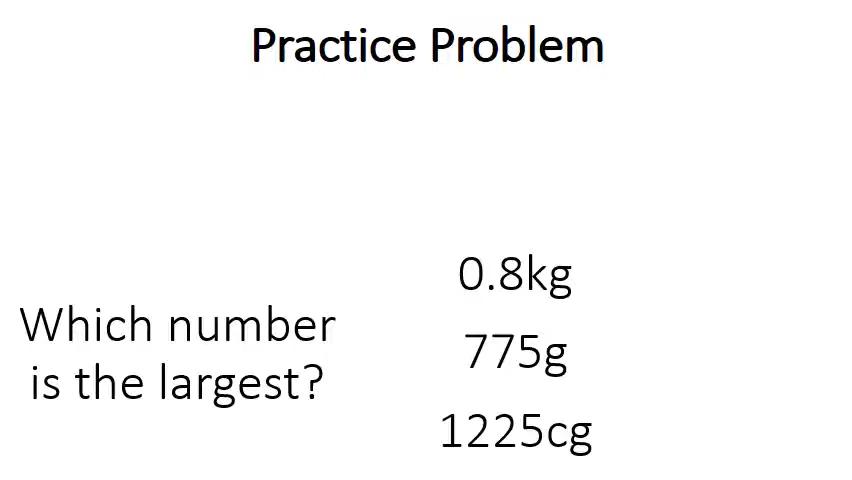 Practice Problem
Which number
is the largest?
0.8kg
775g
1225cg